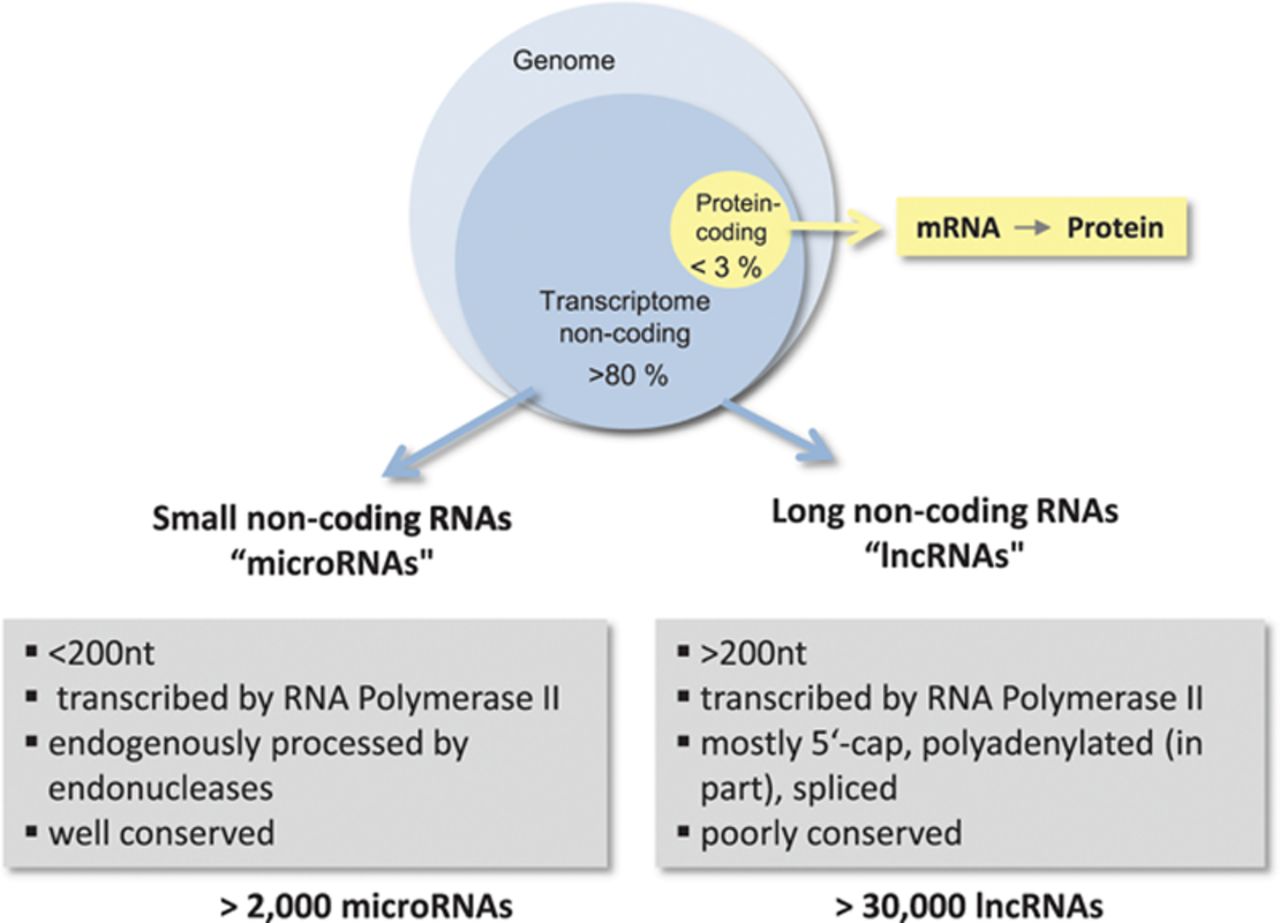 Genome
Protein-
coding
< 3 %
mRNA → Protein
Transcriptome
non-coding
>80 %
Small non-coding RNAs
“microRNAs"
Long non-coding RNAs
“lncRNAs"
▪ <200nt
▪ transcribed by RNA Polymerase II
▪ endogenously processed by
endonucleases
▪ well conserved
> 2,000 microRNAs
▪ >200nt
▪ transcribed by RNA Polymerase II
▪ mostly 5‘-cap, polyadenylated (in
part), spliced
▪ poorly conserved
> 30,000 lncRNAs